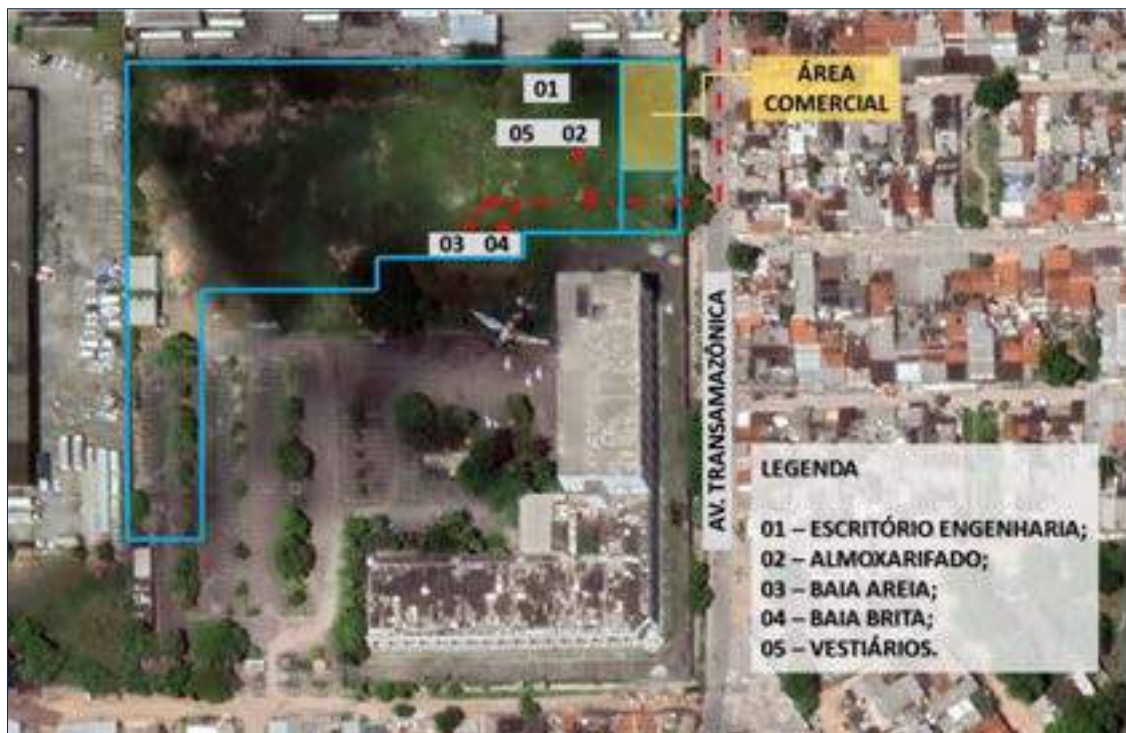 01
ÁREA
COMERCIAL
05 02
03 04
AV. TRANSAMAZÔNICA
LEGENDA
01 – ESCRITÓRIO ENGENHARIA;
02 – ALMOXARIFADO;
03 – BAIA AREIA;
04 – BAIA BRITA;
05 – VESTIÁRIOS.